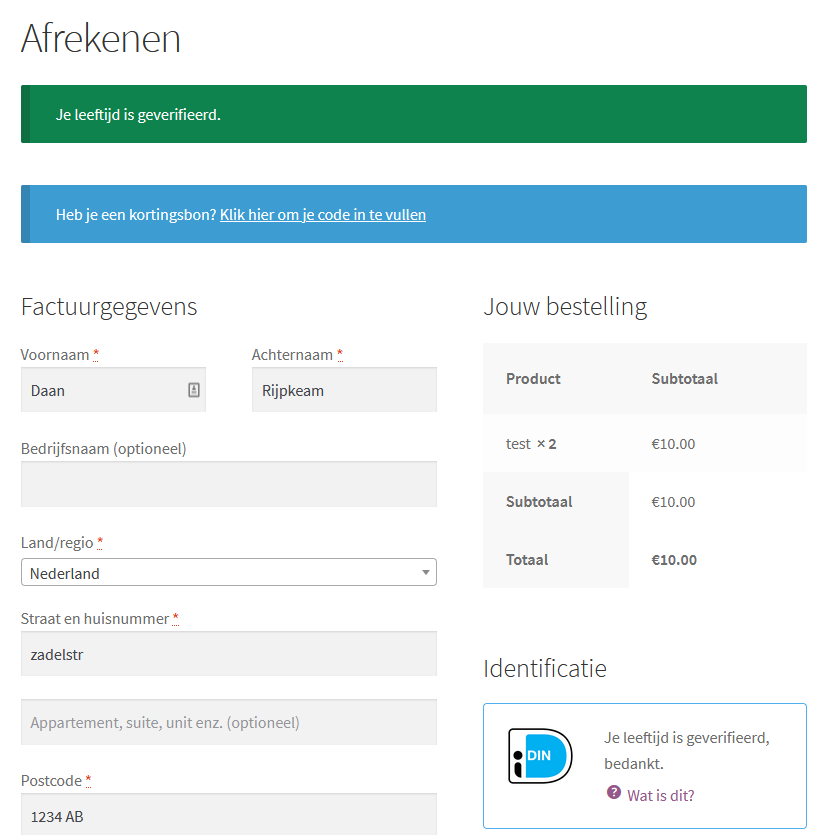 Afrekenen
Je leeftijd is geverifieerd.
Heb je een kortingsbon? Klik hier om je code in te vullen
Factuurgegevens
Voornaam *
Achternaam *
Daan
Rijpkeam
Bedrijfsnaam (optioneel)
Land/regio *
Nederland
Straat en huisnummer *
zadelstr
Appartement, suite, unit enz. (optioneel)
Postcode *
1234 AB
Jouw bestelling
Product Subtotaal
test × 2 €10.00
Subtotaal €10.00
Totaal €10.00
Identificatie
DIN
Je leeftijd is geverifieerd,
bedankt.
? Wat is dit?